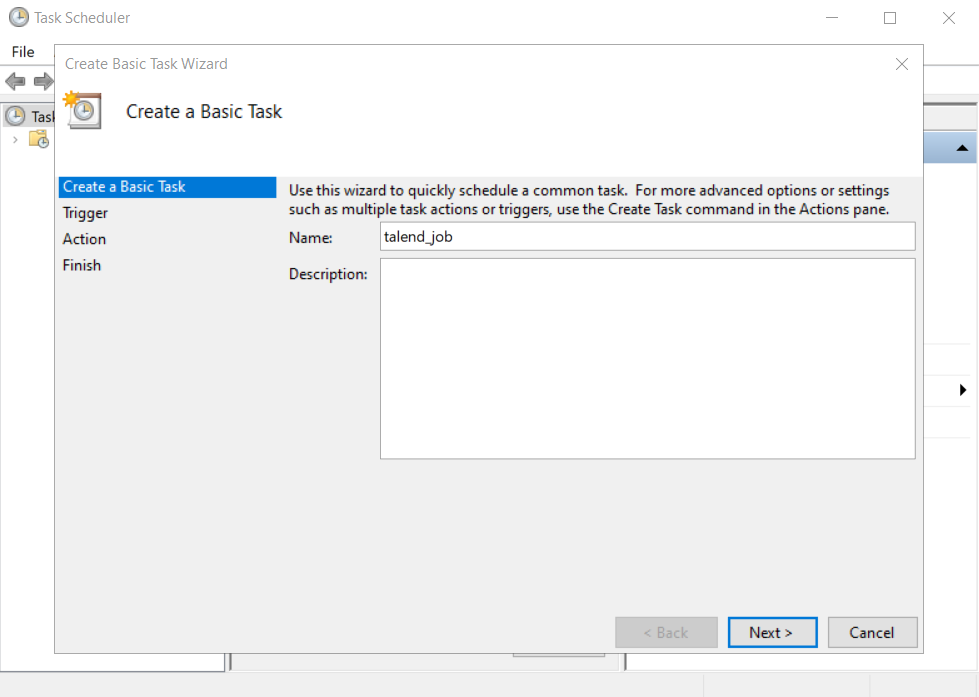 Task Scheduler
File
Create Basic Task Wizard
Create a Basic Task
Task
Create a Basic Task
Trigger
Action
Finish
Use this wizard to quickly schedule a common task. For more advanced options or settings
such as multiple task actions or triggers, use the Create Task command in the Actions pane.
Name:
talend_job
Description:
< Back
Next >
Cancel